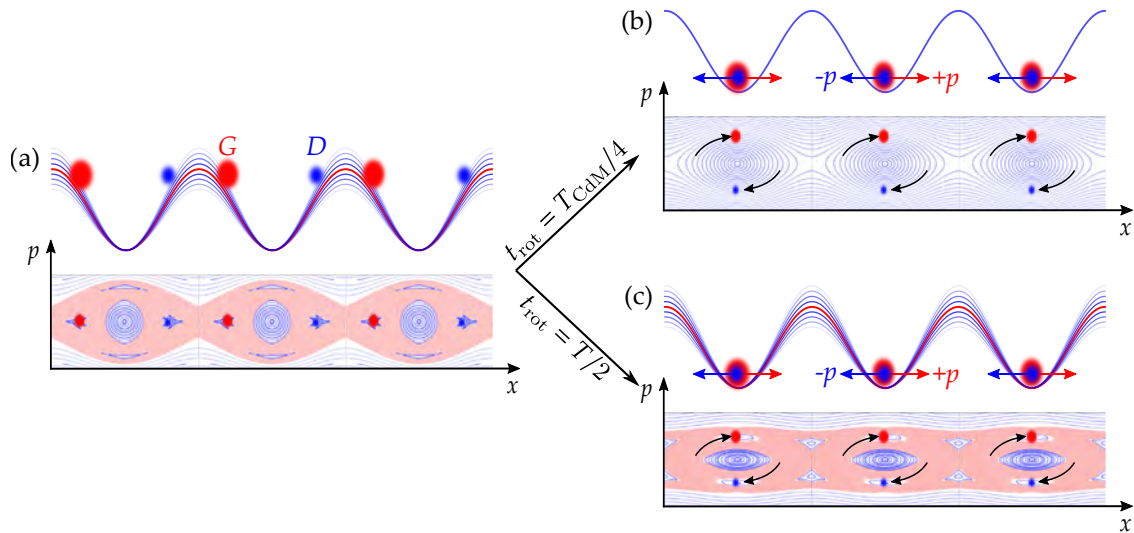 (a)
G
D
p
x
t_rot = T_CdM/4
t_rot = T/2
(b)
-p
+p
p
x
(c)
-p
+p
p
x